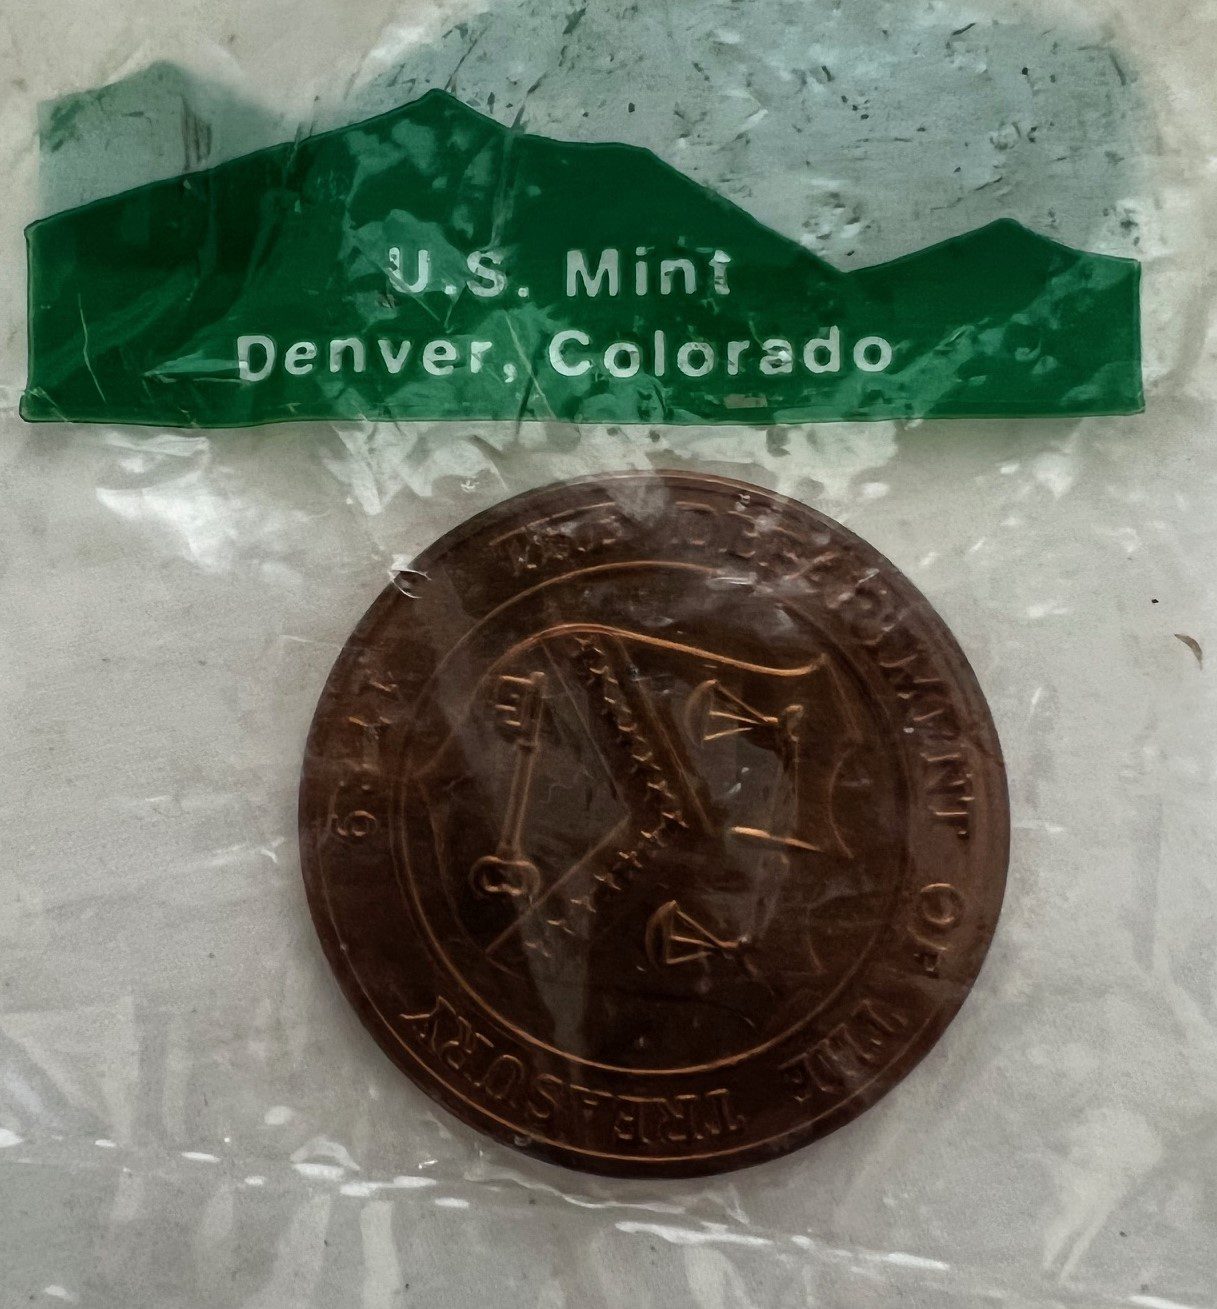 U.S. Mint
Denver, Colorado
THE DEPARTMENT OF THE TREASURY